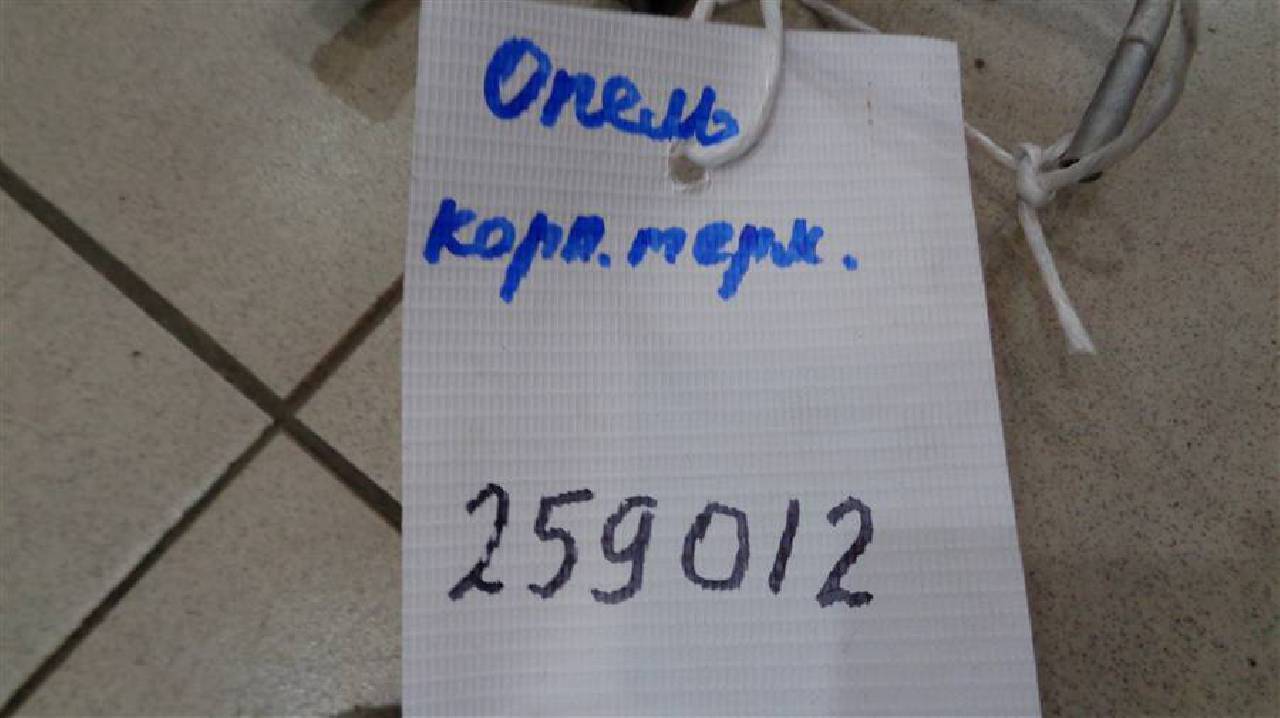 Опель
корп. терм.
259012